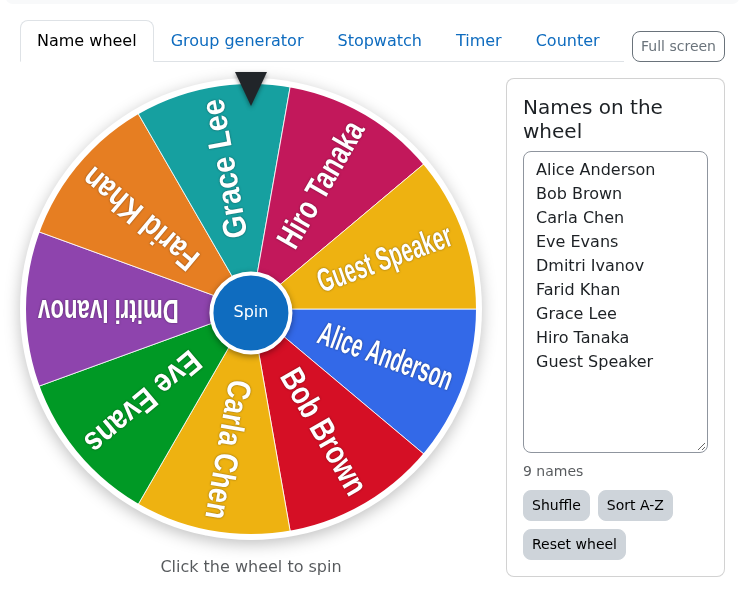 Name wheel
Group generator
Stopwatch
Timer
Counter
Full screen
Grace Lee
Hiro Tanaka
Guest Speaker
Alice Anderson
Bob Brown
Carla Chen
Eve Evans
Dmitri Ivanov
Farid Khan
Spin
Click the wheel to spin
Names on the
wheel
Alice Anderson
Bob Brown
Carla Chen
Eve Evans
Dmitri Ivanov
Farid Khan
Grace Lee
Hiro Tanaka
Guest Speaker
9 names
Shuffle
Sort A-Z
Reset wheel